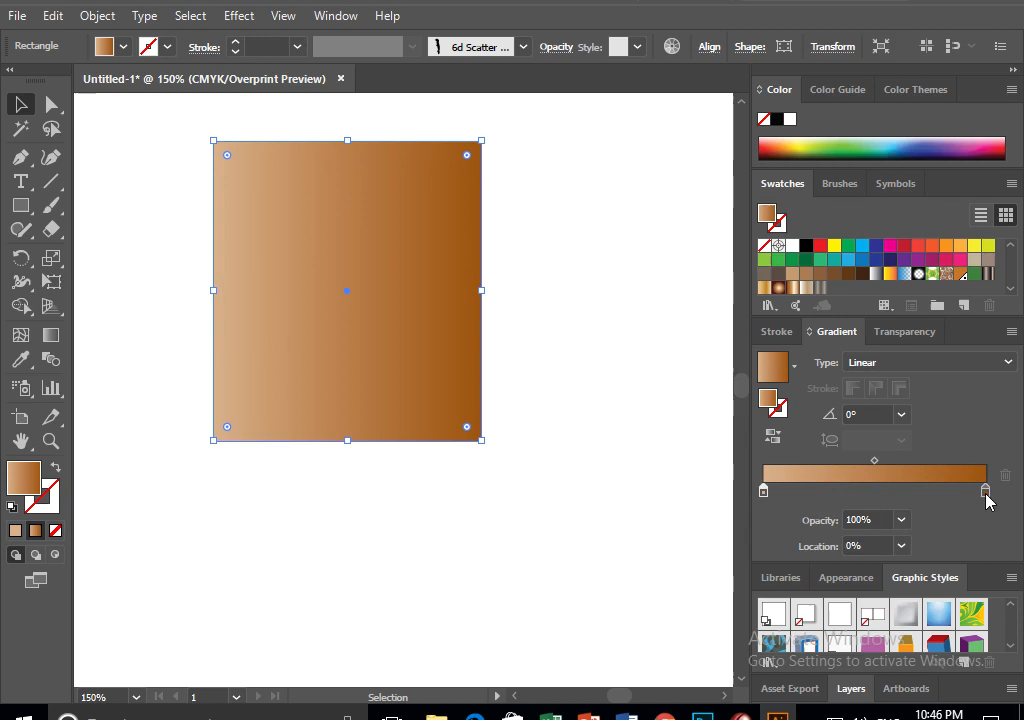 File Edit Object Type Select Effect View Window Help
Rectangle Stroke: 6d Scatter ... Opacity Style: Align Shape: Transform
Untitled-1* @ 150% (CMYK/Overprint Preview) ×
Color Color Guide Color Themes
Swatches Brushes Symbols
Stroke Gradient Transparency
Type: Linear
Stroke:
0°
Opacity: 100%
Location: 0%
Libraries Appearance Graphic Styles
Activate Windows
Go to Settings to activate Windows.
Asset Export Layers Artboards
150% 1 Selection
10:46 PM